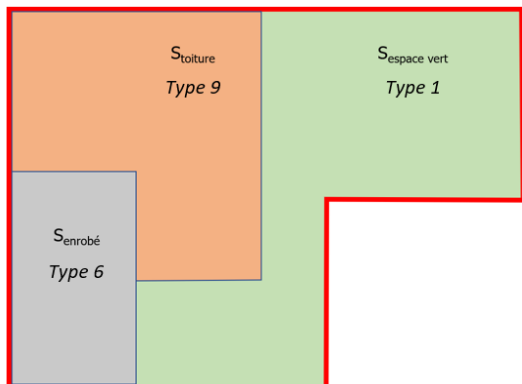 Stoiture
Type 9
Sespace vert
Type 1
Senrobé
Type 6